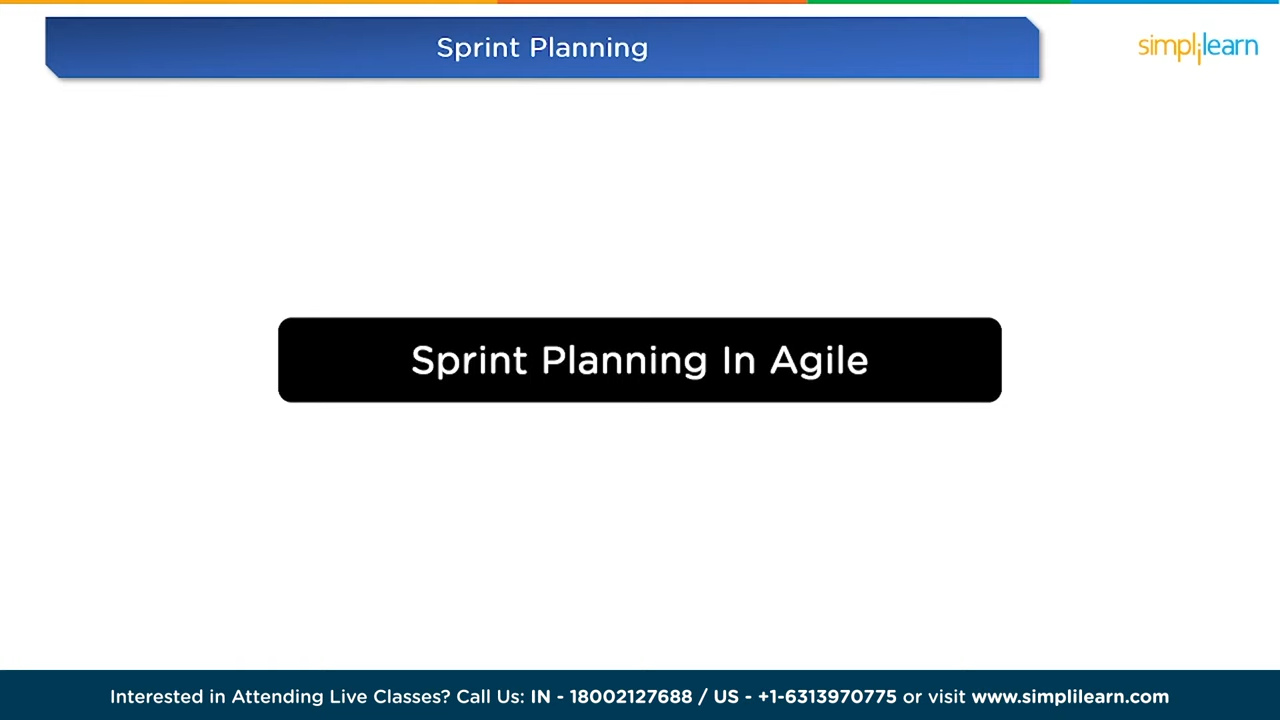 Sprint Planning
simplilearn
Sprint Planning In Agile
Interested in Attending Live Classes? Call Us: IN - 18002127688 / US - +1-6313970775 or visit www.simplilearn.com